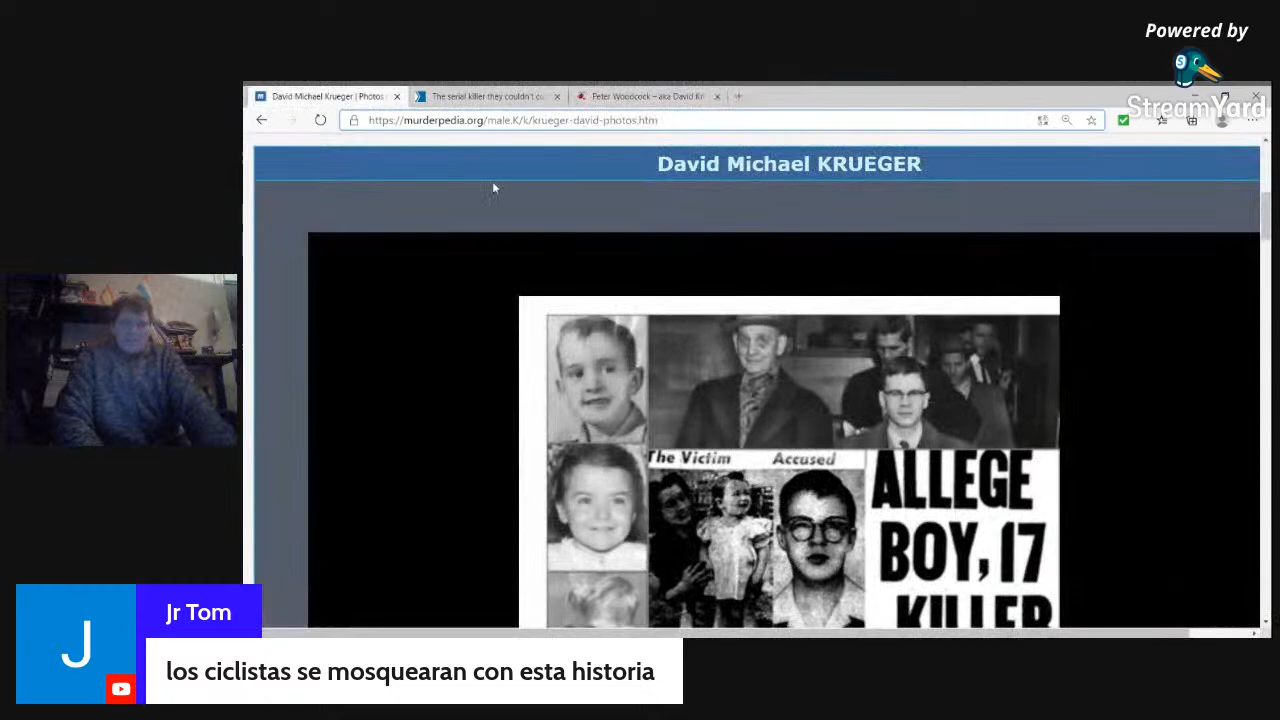 Powered by
StreamYard
David Michael Krueger | Photos
The serial killer they couldn't cu
Peter Woodcock – aka David Kr
https://murderpedia.org/male.K/k/krueger-david-photos.htm
David Michael KRUEGER
The Victim
Accused
ALLEGE
BOY, 17
KILLER
J
Jr Tom
los ciclistas se mosquearan con esta historia